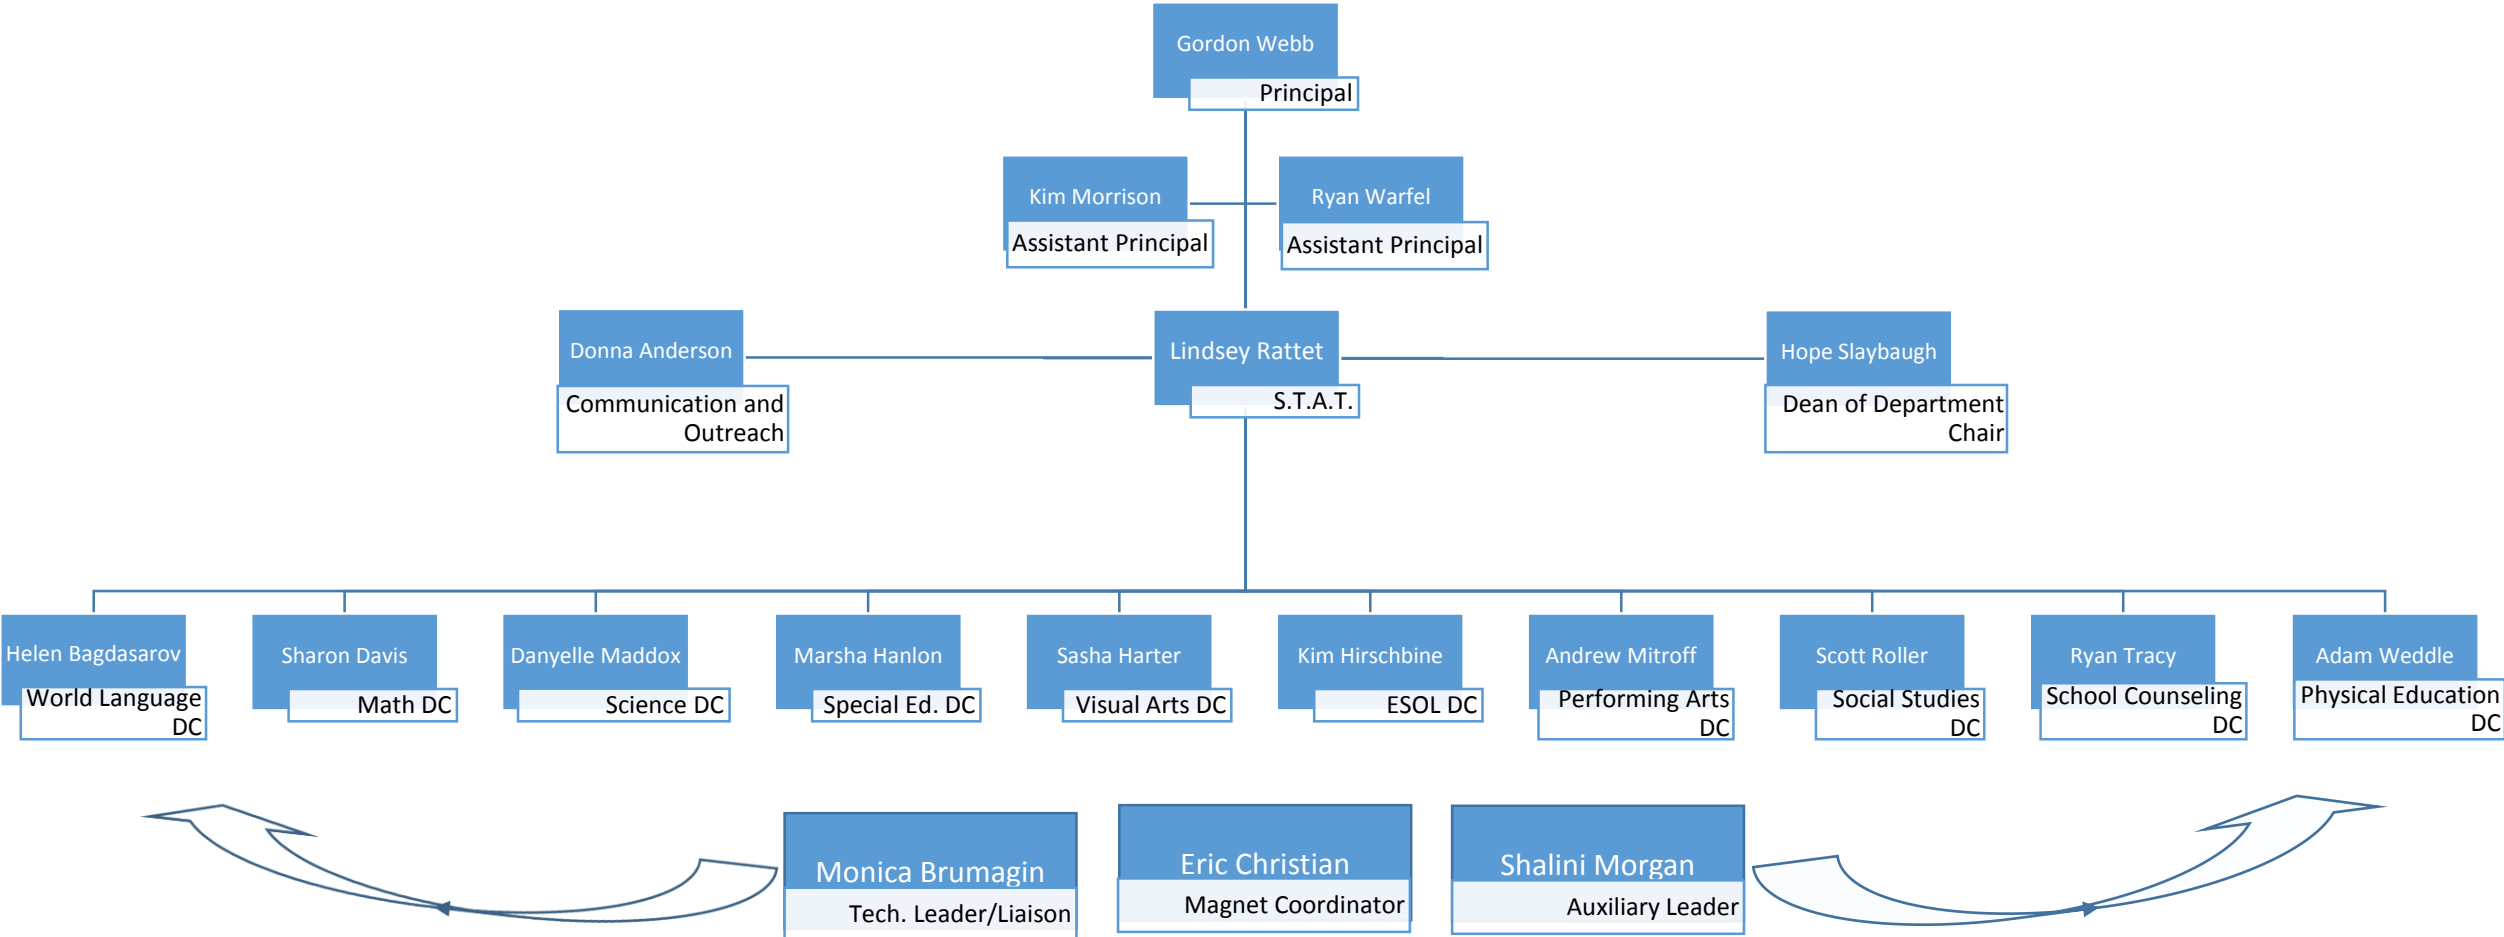 Gordon Webb
Principal
Kim Morrison
Assistant Principal
Ryan Warfel
Assistant Principal
Donna Anderson
Communication and
Outreach
Lindsey Rattet
S.T.A.T.
Hope Slaybaugh
Dean of Department
Chair
Helen Bagdasarov
World Language
DC
Sharon Davis
Math DC
Danyelle Maddox
Science DC
Marsha Hanlon
Special Ed. DC
Sasha Harter
Visual Arts DC
Kim Hirschbine
ESOL DC
Andrew Mitroff
Performing Arts
DC
Scott Roller
Social Studies
DC
Ryan Tracy
School Counseling
DC
Adam Weddle
Physical Education
DC
Monica Brumagin
Tech. Leader/Liaison
Eric Christian
Magnet Coordinator
Shalini Morgan
Auxiliary Leader